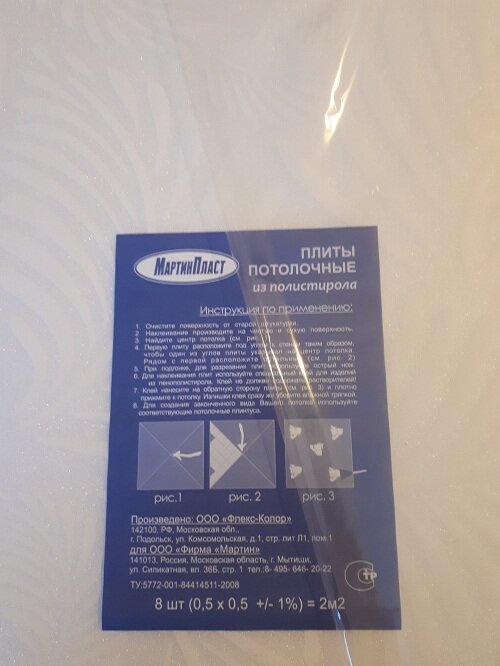 МартинПласт
ПЛИТЫ
ПОТОЛОЧНЫЕ
из полистирола
Инструкция по применению:
1. Очистите поверхность от старой штукатурки.
2. Наклеивание производите на чистую и сухую поверхность.
3. Найдите центр потолка (см. рис.
4. Первую плиту расположите под углом к стенам таким образом,
чтобы один из углов плиты указывал на центр потолка.
Рядом с первой расположите (см. рис. 2)
5. При подгонке, для разрезания плит используйте острый нож.
6. Для наклеивания плит используйте специальный клей для изделий
из пенополистирола. Клей не должен растворителей!
7. Клей нанесите на обратную сторону плиты (см. рис. 3) и плотно
прижмите к потолку. Излишки клея сразу же уберите влажной тряпкой.
8. Для создания законченного вида Вашего потолка используйте
соответствующие потолочные плинтуса.
рис.1 рис. 2 рис. 3
Произведено: ООО «Флекс-Колор»
142100, РФ, Московская обл.,
г. Подольск, ул. Комсомольская, д.1, стр. лит Л1, пом.1
для ООО «Фирма «Мартин»
141013, Россия, Московская область, г. Мытищи,
ул. Силикатная, вл. 36Б, стр. 1 тел.:8- 495- 646- 20-22
ТУ:5772-001-84414511-2008
8 шт (0,5 х 0,5 +/- 1%) = 2м2